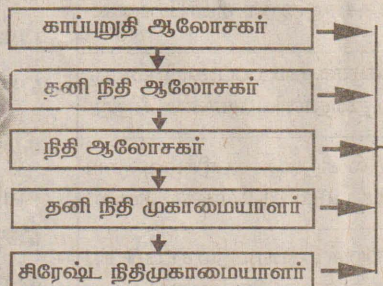 காப்புறுதி ஆலோசகர்
தனி நிதி ஆலோசகர்
நிதி ஆலோசகர்
தனி நிதி முகாமையாளர்
சிரேஷ்ட நிதிமுகாமையாளர்